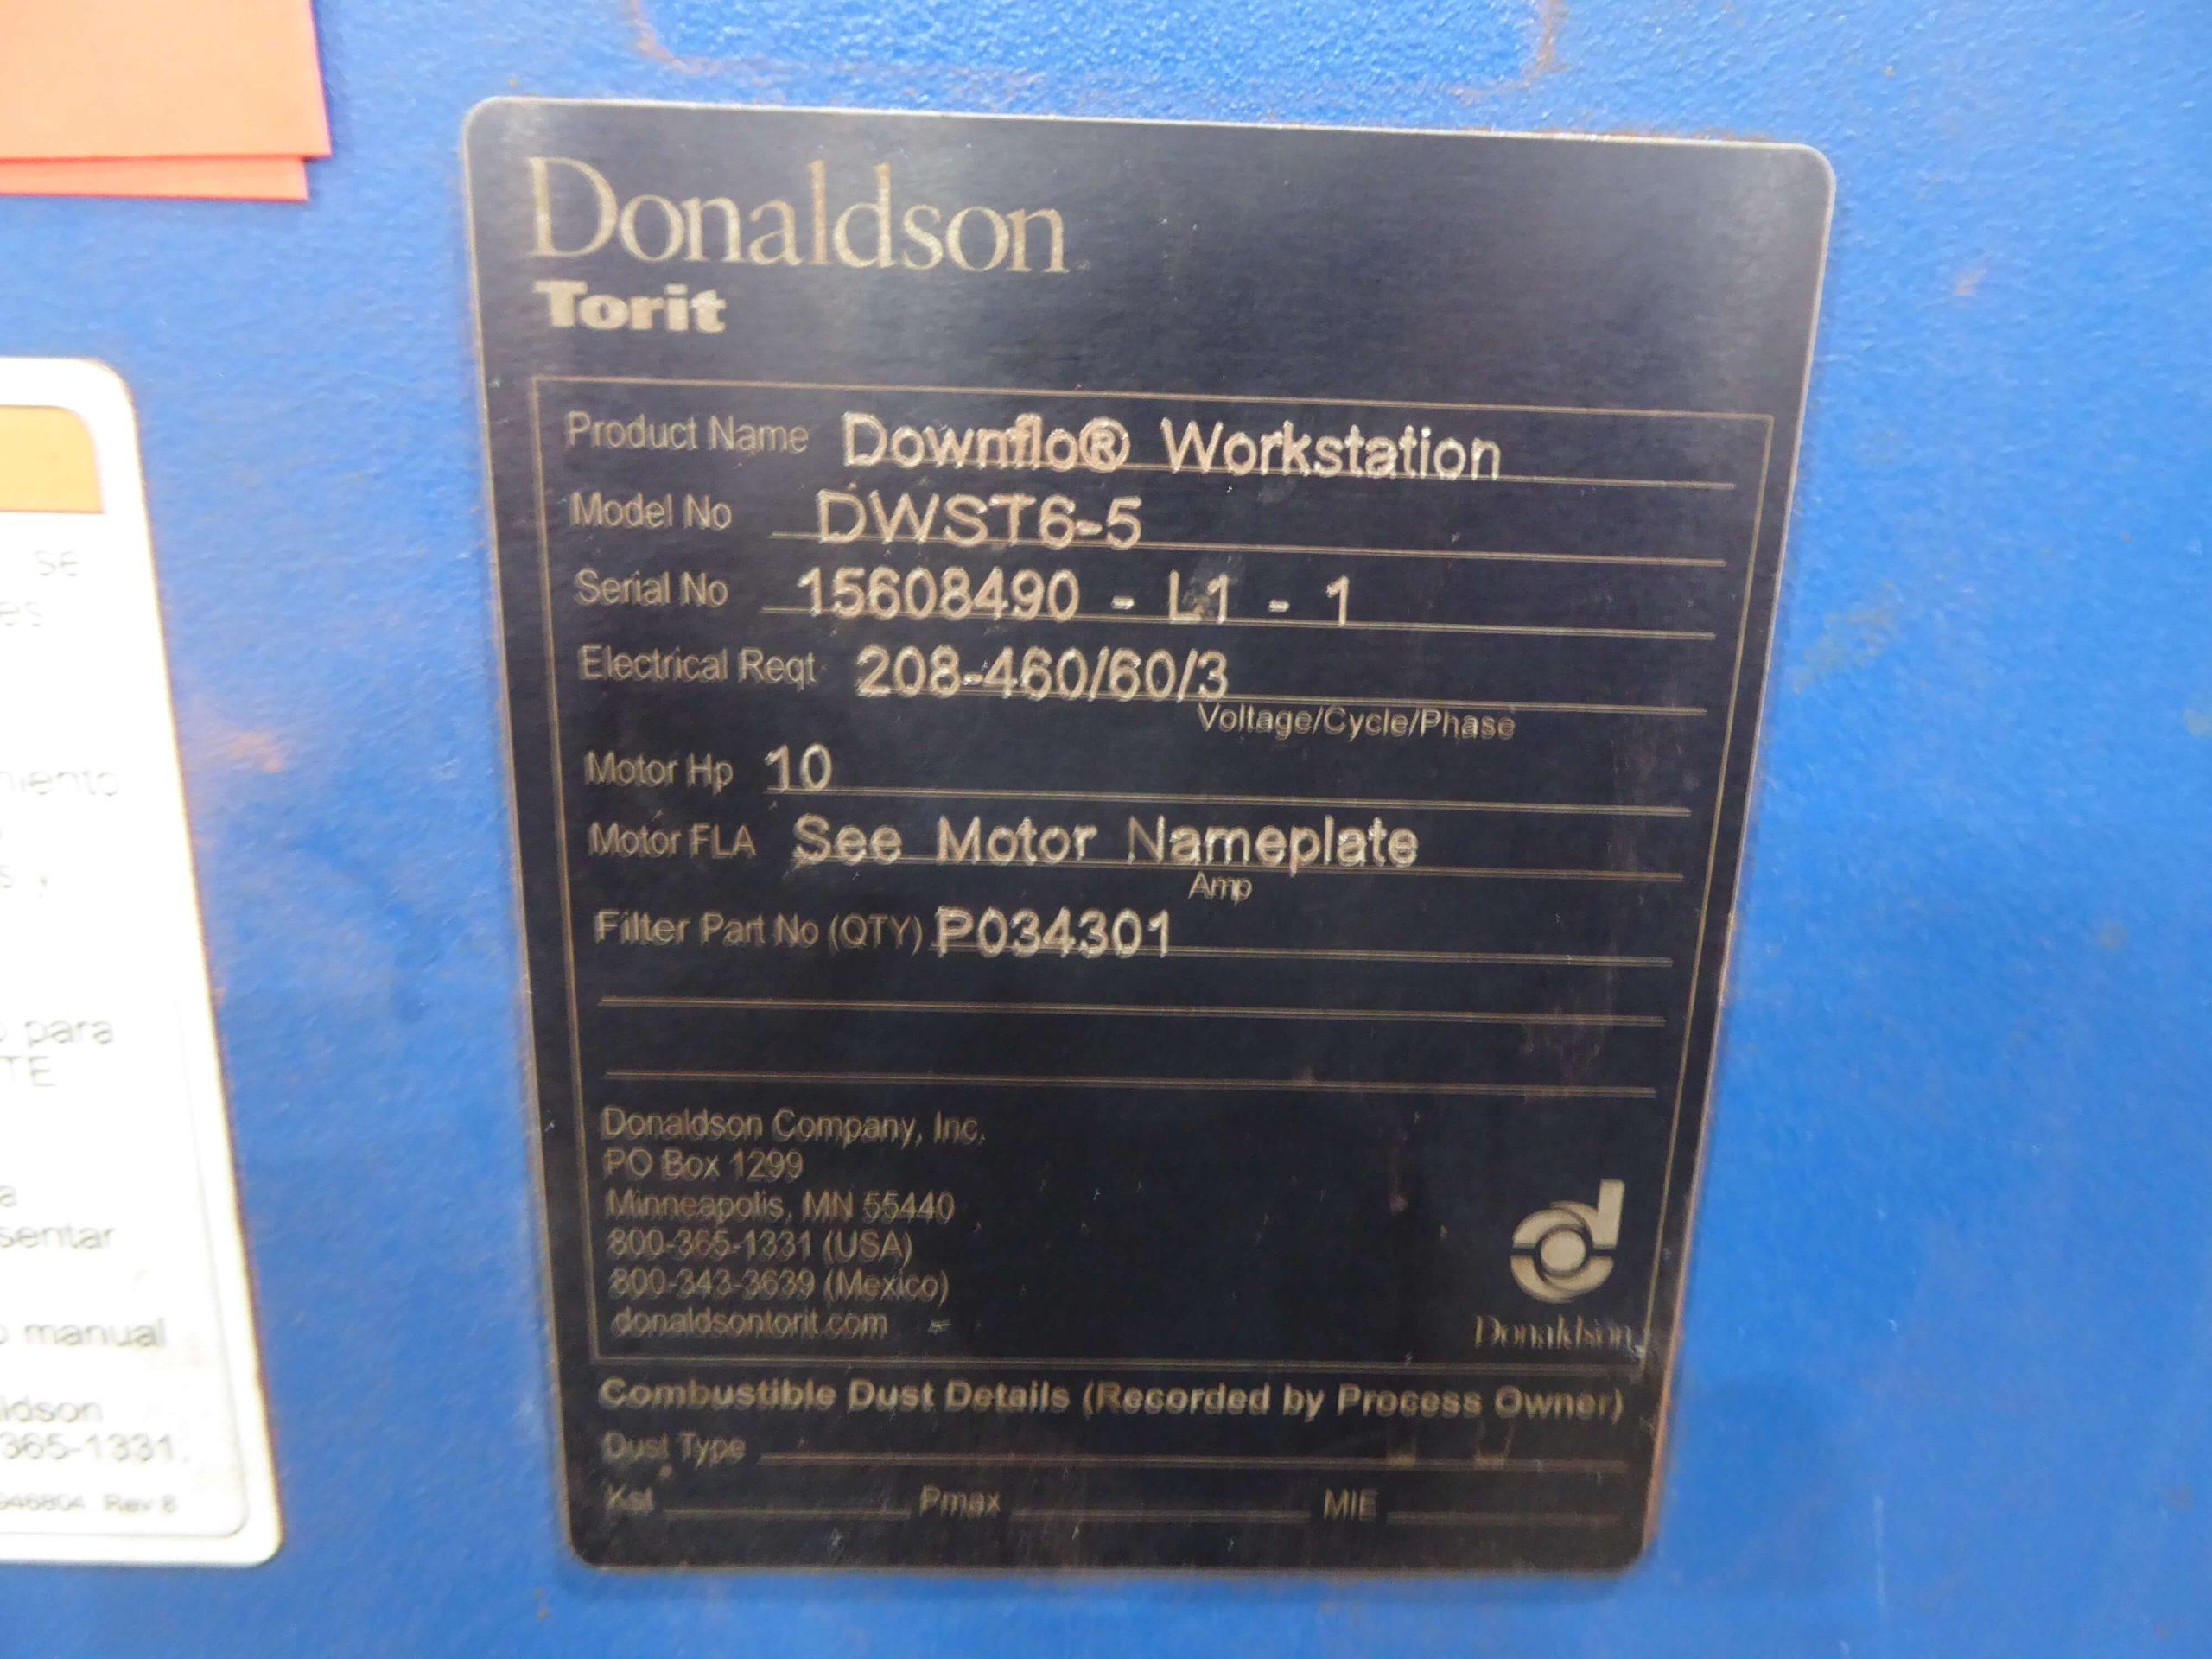 Donaldson
Torit
Product Name Downflo® Workstation
Model No DWST6-5
Serial No 15608490 - L1 - 1
Electrical Reqt 208-460/60/3
Voltage/Cycle/Phase
Motor Hp 10
Motor FLA See Motor Nameplate
Amp
Filter Part No (QTY) P034301
Donaldson Company, Inc.
PO Box 1299
Minneapolis, MN 55440
800-365-1331 (USA)
800-343-3639 (Mexico)
donaldsontorit.com
Donaldson
Combustible Dust Details (Recorded by Process Owner)
Dust Type
Kst Pmax MIE
se
es
para
TE
sentar
manual
365-1331.
Rev 8